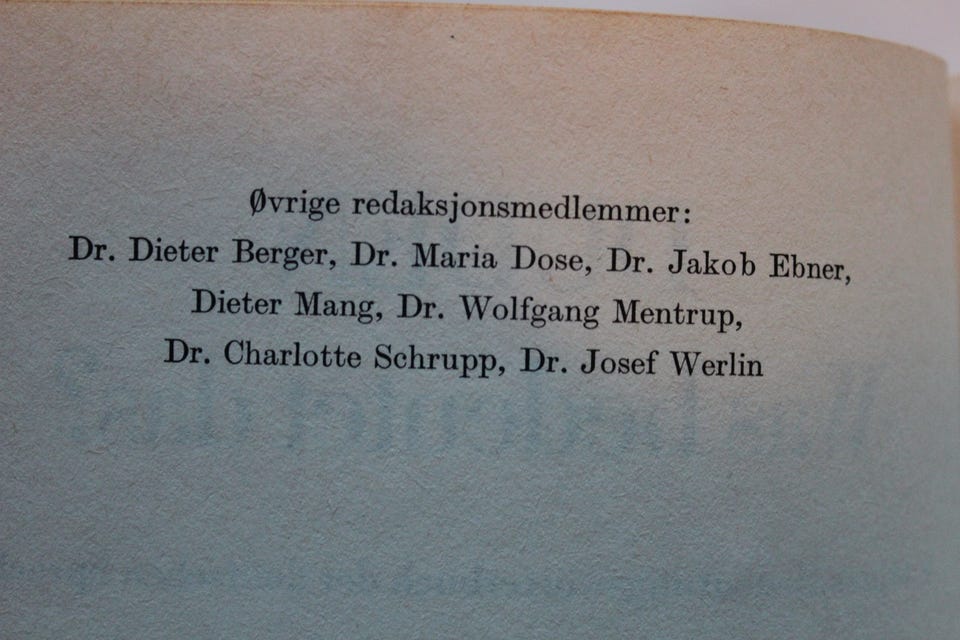 Øvrige redaksjonsmedlemmer:
Dr. Dieter Berger, Dr. Maria Dose, Dr. Jakob Ebner,
Dieter Mang, Dr. Wolfgang Mentrup,
Dr. Charlotte Schrupp, Dr. Josef Werlin